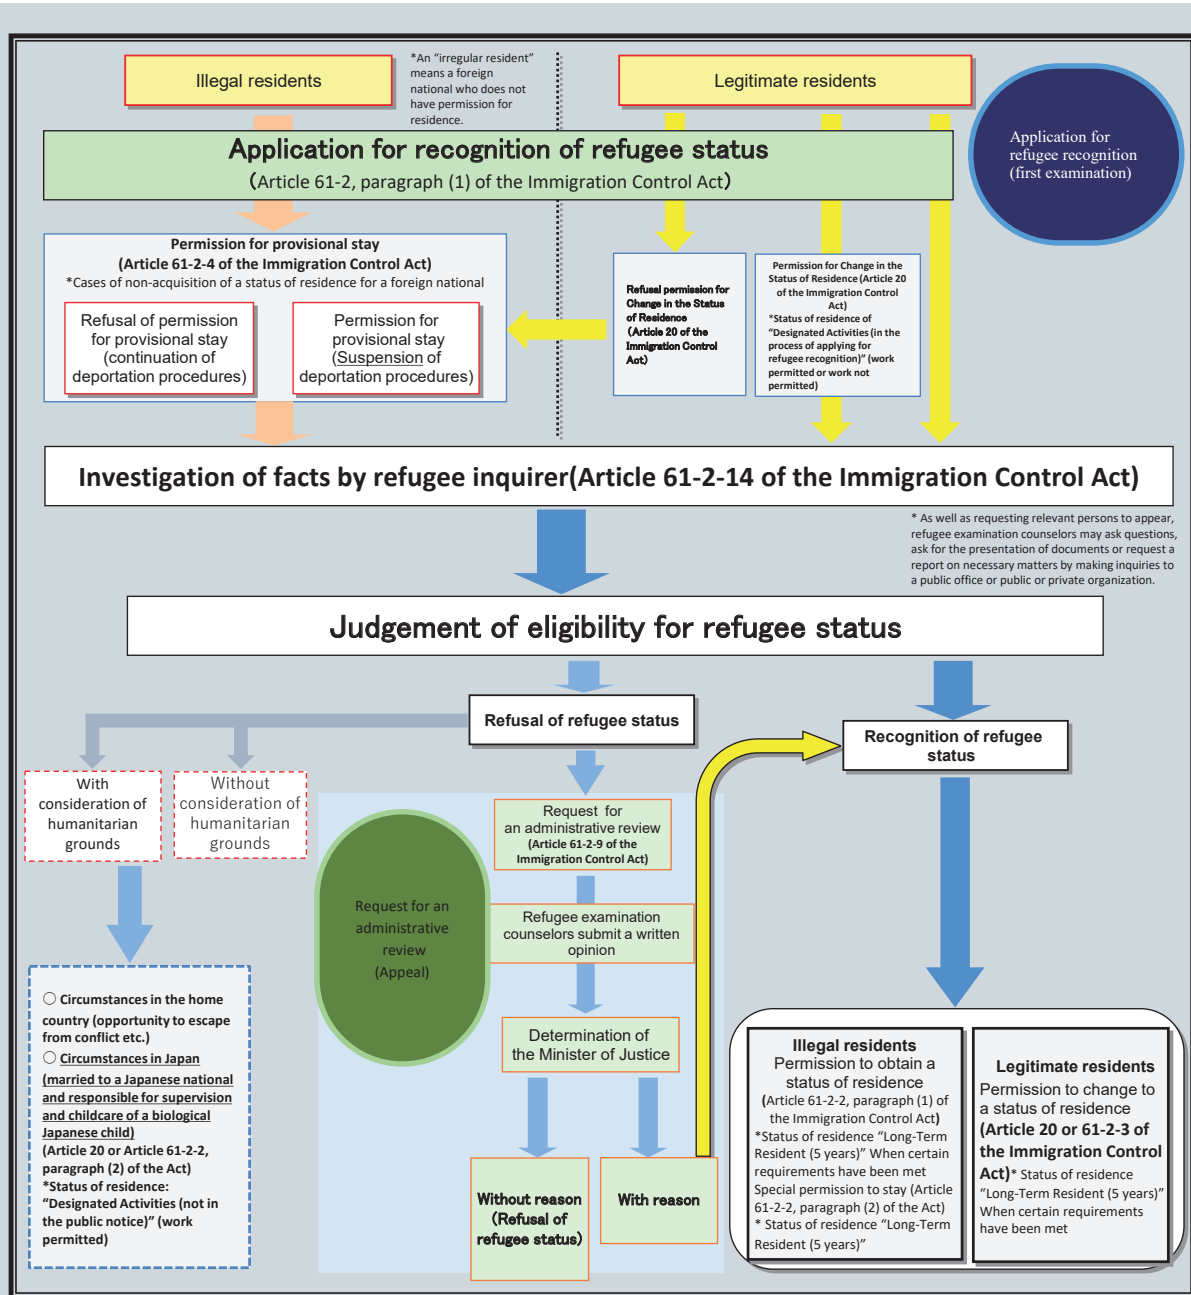 Illegal residents
*An “irregular resident”
means a foreign
national who does not
have permission for
residence.
Legitimate residents
Application for
refugee recognition
(first examination)
Application for recognition of refugee status
(Article 61-2, paragraph (1) of the Immigration Control Act)
Permission for provisional stay
(Article 61-2-4 of the Immigration Control Act)
*Cases of non-acquisition of a status of residence for a foreign national
Refusal of permission
for provisional stay
(continuation of
deportation procedures)
Permission for
provisional stay
(Suspension of
deportation procedures)
Refusal permission for
Change in the Status
of Residence
(Article 20 of the
Immigration Control
Act)
Permission for Change in the
Status of Residence (Article 20
of the Immigration Control
Act)
*Status of residence of
“Designated Activities (in the
process of applying for
refugee recognition)” (work
permitted or work not
permitted)
Investigation of facts by refugee inquirer(Article 61-2-14 of the Immigration Control Act)
* As well as requesting relevant persons to appear,
refugee examination counselors may ask questions,
ask for the presentation of documents or request a
report on necessary matters by making inquiries to
a public office or public or private organization.
Judgement of eligibility for refugee status
Refusal of refugee status
Recognition of refugee
status
With
consideration of
humanitarian
grounds
Without
consideration of
humanitarian
grounds
Request for
an administrative review
(Article 61-2-9 of the
Immigration Control Act)
Request for an
administrative
review
(Appeal)
Refugee examination
counselors submit a written
opinion
Determination of
the Minister of Justice
Without reason
(Refusal of
refugee status)
With reason
○ Circumstances in the home
country (opportunity to escape
from conflict etc.)
○ Circumstances in Japan
(married to a Japanese national
and responsible for supervision
and childcare of a biological
Japanese child)
(Article 20 or Article 61-2-2,
paragraph (2) of the Act)
*Status of residence:
“Designated Activities (not in
the public notice)” (work
permitted)
Illegal residents
Permission to obtain a
status of residence
(Article 61-2-2, paragraph (1) of
the Immigration Control Act)
*Status of residence “Long-Term
Resident (5 years)” When certain
requirements have been met
Special permission to stay (Article
61-2-2, paragraph (2) of the Act)
* Status of residence “Long-Term
Resident (5 years)”
Legitimate residents
Permission to change to
a status of residence
(Article 20 or 61-2-3 of
the Immigration Control
Act)* Status of residence
“Long-Term Resident (5 years)”
When certain requirements
have been met